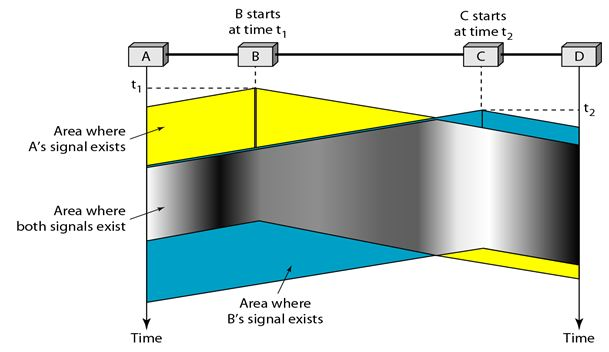 B starts
at time t1
C starts
at time t2
A
B
C
D
t1
t2
Area where
A's signal exists
Area where
both signals exist
Area where
B's signal exists
Time
Time